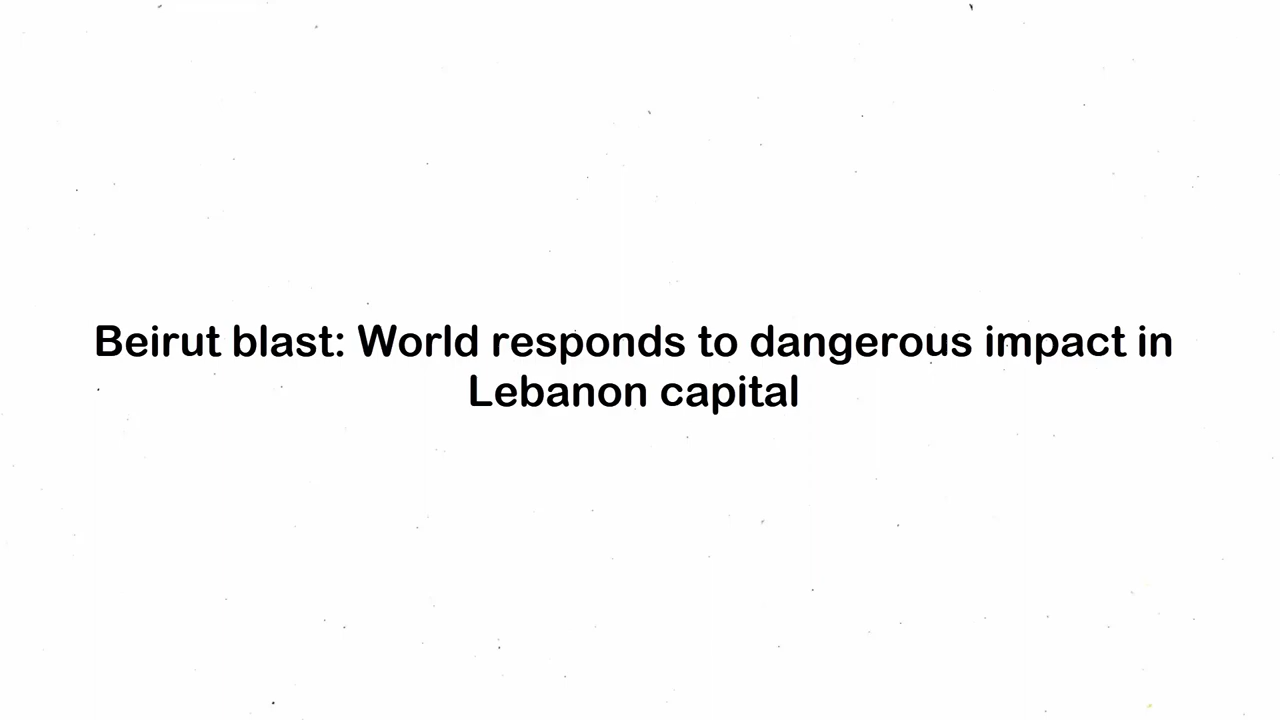 Beirut blast: World responds to dangerous impact in
Lebanon capital